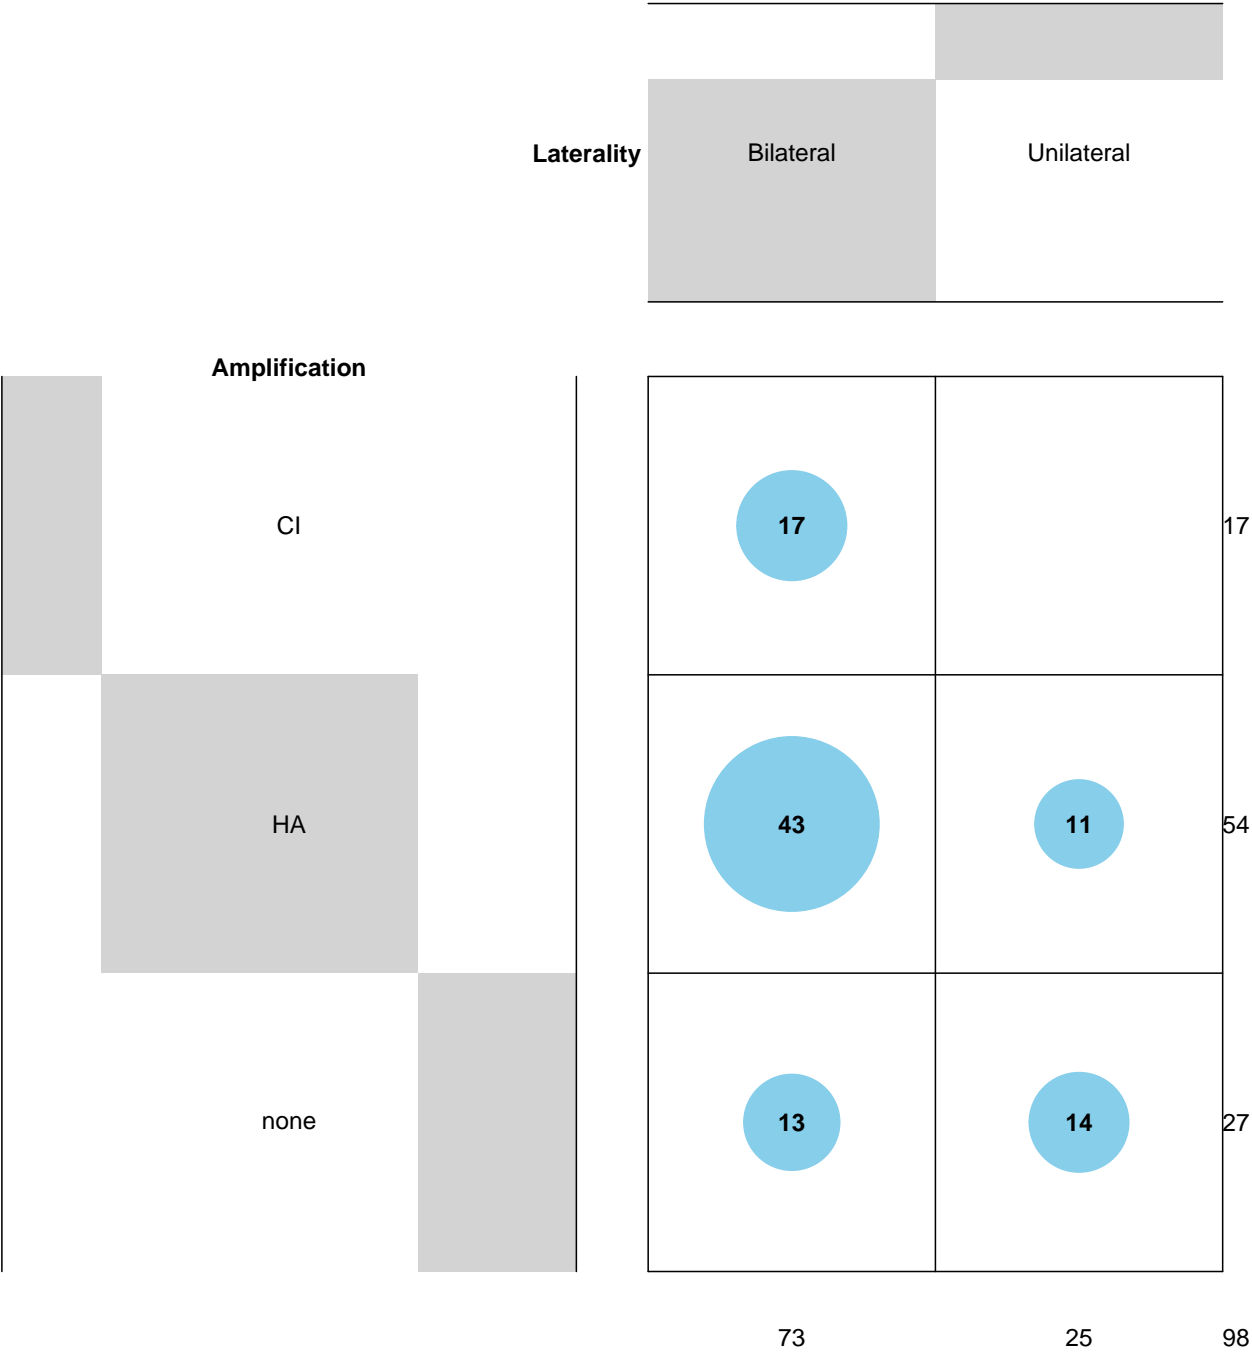 Laterality Bilateral Unilateral
Amplification
CI 17 17
HA 43 11 54
none 13 14 27
73 25 98